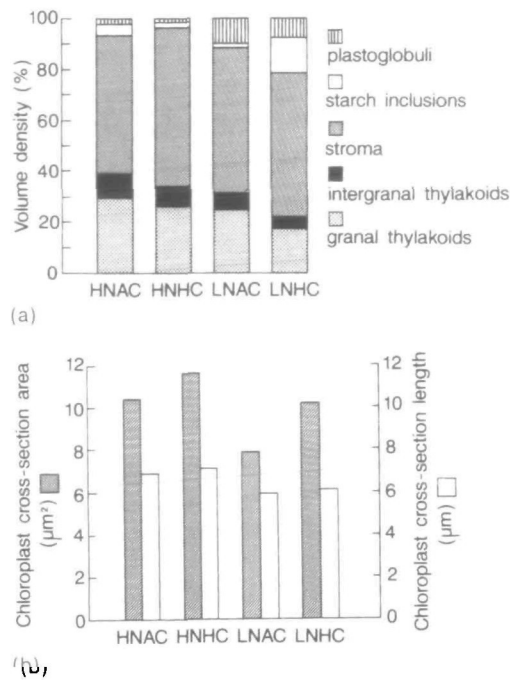 100
80
60
40
20
0
Volume density (%)
HNAC HNHC LNAC LNHC
plastoglobuli
starch inclusions
stroma
intergranal thylakoids
granal thylakoids
(a)
12
10
8
6
4
2
0
Chloroplast cross-section area
(μm²)
HNAC HNHC LNAC LNHC
12
10
8
6
4
2
0
Chloroplast cross-section length
(μm)
(b)